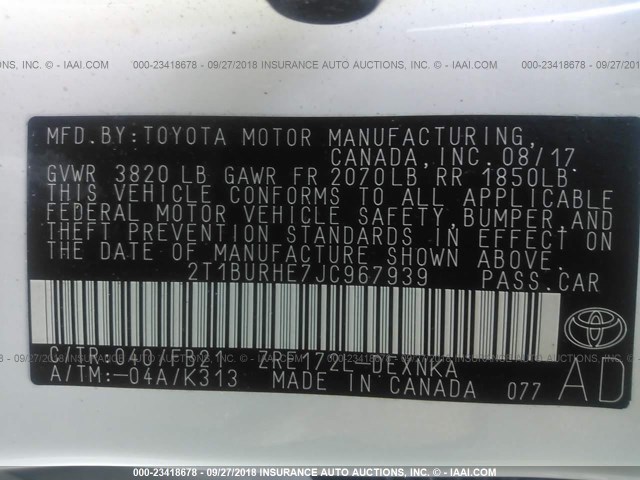 INC. - (IAAI.COM) 000-23418678 - 09/27/2018 INSURANCE AUTO AUCTIONS, INC. - (IAAI.COM) 000-23418678 - 09
MFD.BY:TOYOTA MOTOR MANUFACTURING,
CANADA, INC. 08/17
GVWR 3820 LB GAWR FR 2070LB RR 1850LB
THIS VEHICLE CONFORMS TO ALL APPLICABLE
FEDERAL MOTOR VEHICLE SAFETY, BUMPER AND
THEFT PREVENTION STANDARDS IN EFFECT ON
THE DATE OF MANUFACTURE SHOWN ABOVE.
2T1BURHE7JC967939 PASS.CAR
C/TR:040/FB21 ZRE172L-DEXNKA
A/TM:-04A/K313 MADE IN CANADA 077 AD
TOYOTA
000-23418678 - 09/27/2018 INSURANCE AUTO AUCTIONS, INC. - (IAAI.COM)